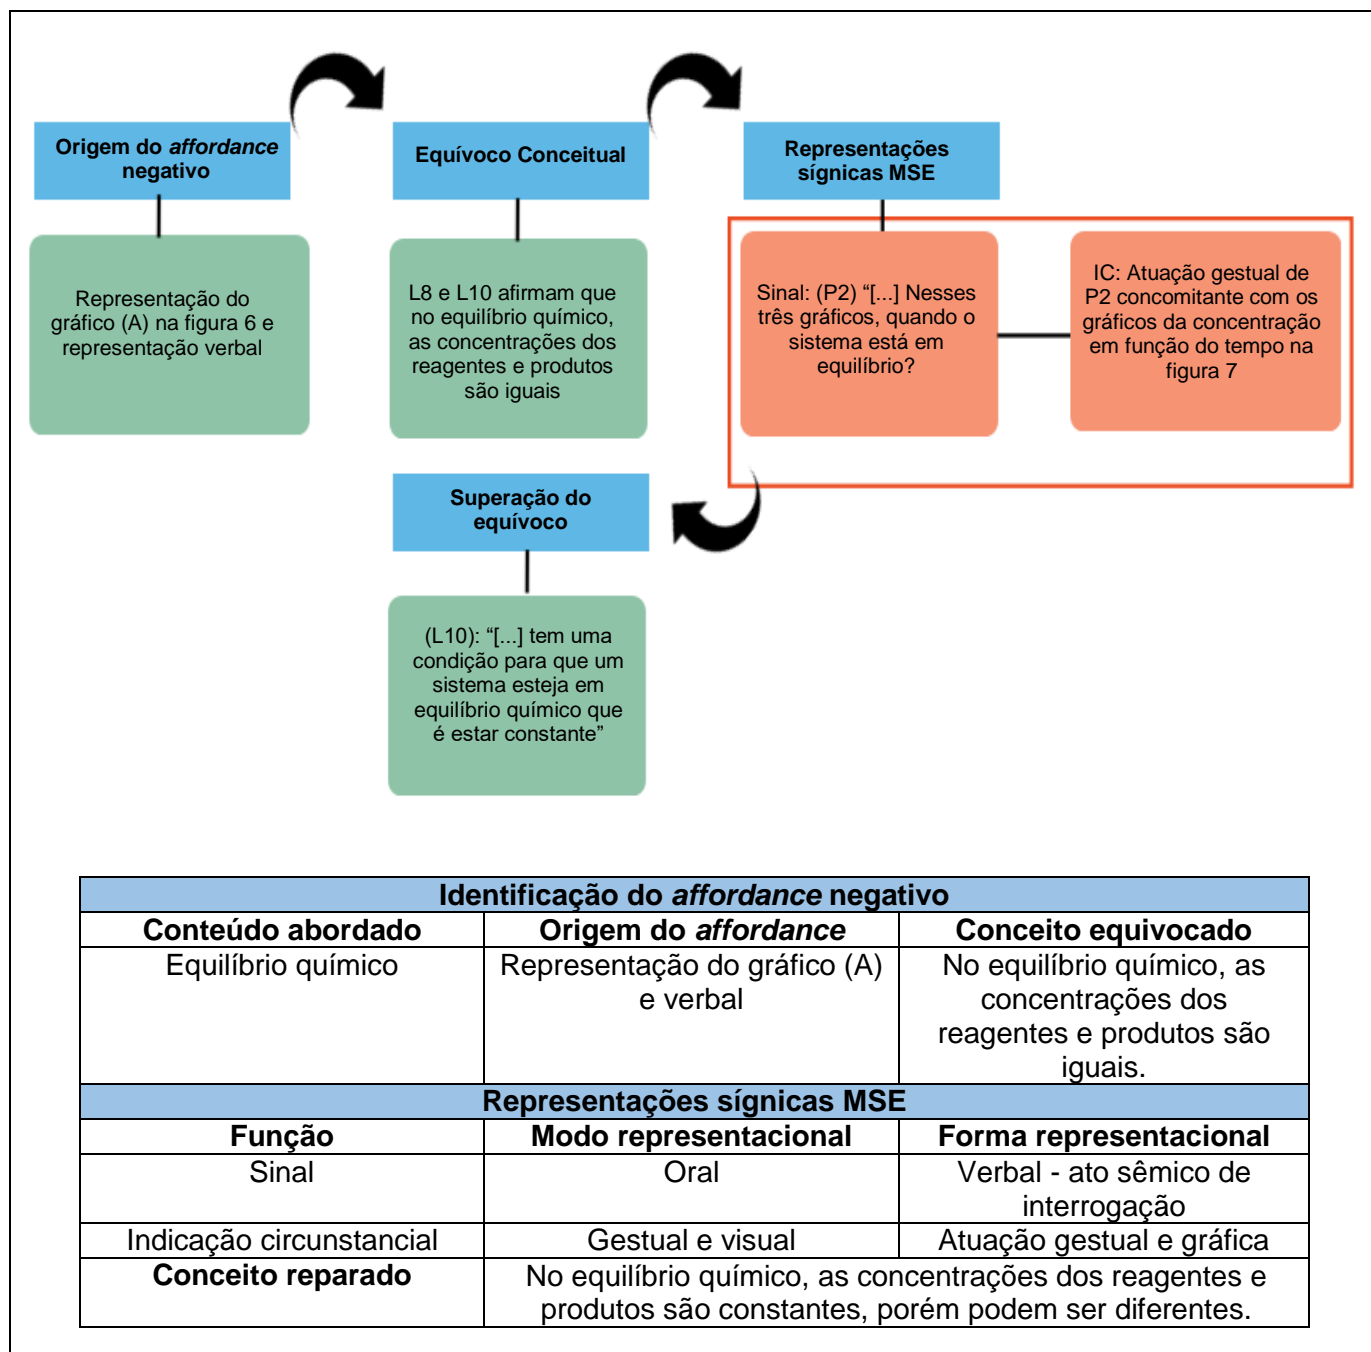 Origem do affordance
negativo
Equívoco Conceitual
Representações
sígnicas MSE
Representação do
gráfico (A) na figura 6 e
representação verbal
L8 e L10 afirmam que
no equilíbrio químico,
as concentrações dos
reagentes e produtos
são iguais
Sinal: (P2) “[...] Nesses
três gráficos, quando o
sistema está em
equilíbrio?
IC: Atuação gestual de
P2 concomitante com os
gráficos da concentração
em função do tempo na
figura 7
Superação do
equívoco
(L10): “[...] tem uma
condição para que um
sistema esteja em
equilíbrio químico que
é estar constante”
Identificação do affordance negativo
Conteúdo abordado Origem do affordance Conceito equivocado
Equilíbrio químico Representação do gráfico (A) No equilíbrio químico, as
e verbal concentrações dos
reagentes e produtos são
iguais.
Representações sígnicas MSE
Função Modo representacional Forma representacional
Sinal Oral Verbal - ato sêmico de
interrogação
Indicação circunstancial Gestual e visual Atuação gestual e gráfica
Conceito reparado No equilíbrio químico, as concentrações dos reagentes e
produtos são constantes, porém podem ser diferentes.